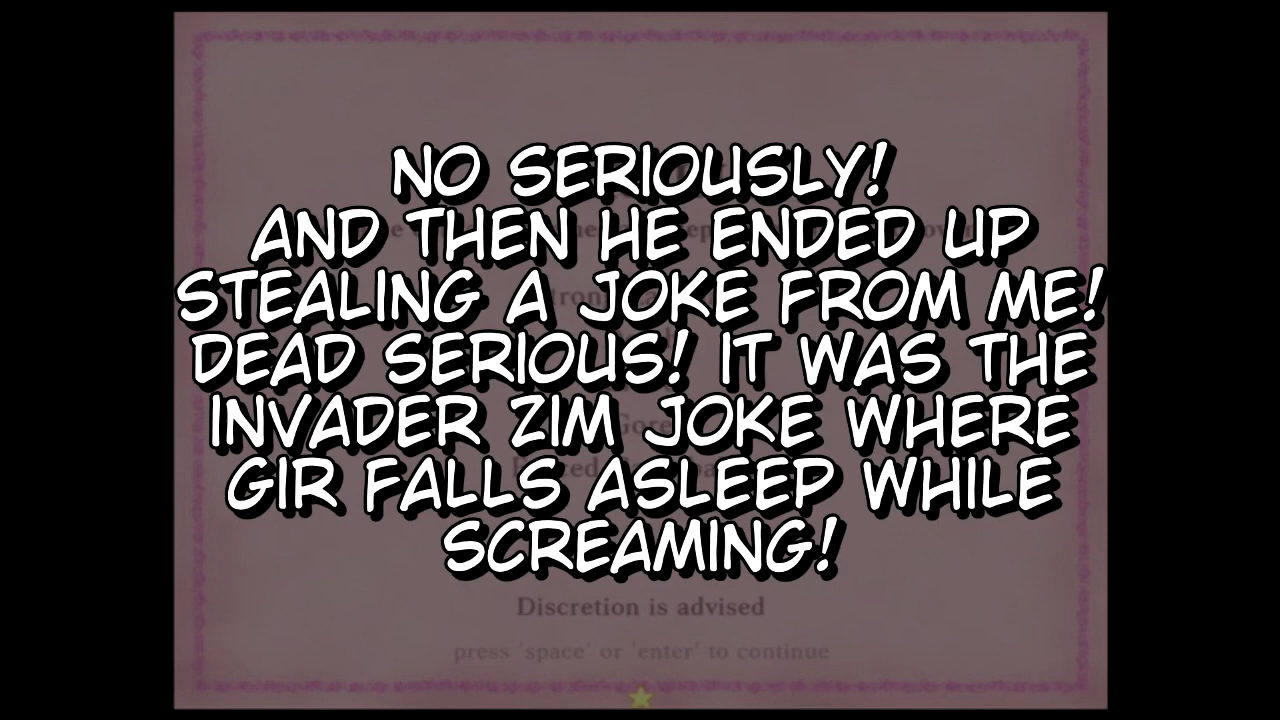 NO SERIOUSLY!
AND THEN HE ENDED UP
STEALING A JOKE FROM ME!
DEAD SERIOUS! IT WAS THE
INVADER ZIM JOKE WHERE
GIR FALLS ASLEEP WHILE
SCREAMING!
Discretion is advised
press 'space' or 'enter' to continue